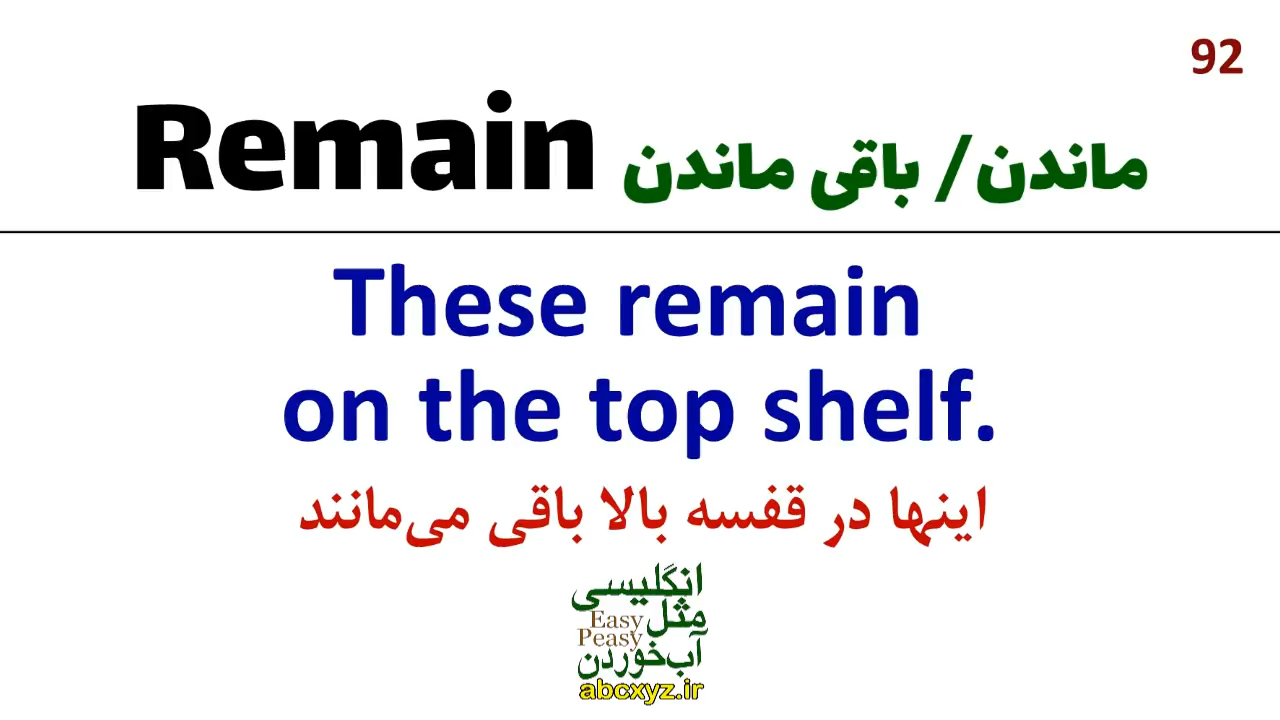 92
Remain ماندن / باقی ماندن
These remain
on the top shelf.
اینها در قفسه بالا باقی می‌مانند
انگلیسی
مثل
Easy
Peasy
آب‌خوردن
abcxyz.ir